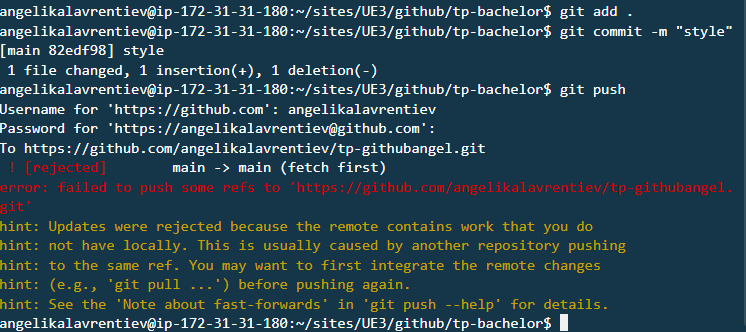 angelikalavrentiev@ip-172-31-31-180:~/sites/UE3/github/tp-bachelor$ git add .
angelikalavrentiev@ip-172-31-31-180:~/sites/UE3/github/tp-bachelor$ git commit -m "style"
[main 82edf98] style
 1 file changed, 1 insertion(+), 1 deletion(-)
angelikalavrentiev@ip-172-31-31-180:~/sites/UE3/github/tp-bachelor$ git push
Username for 'https://github.com': angelikalavrentiev
Password for 'https://angelikalavrentiev@github.com':
To https://github.com/angelikalavrentiev/tp-githubangel.git
 ! [rejected]        main -> main (fetch first)
error: failed to push some refs to 'https://github.com/angelikalavrentiev/tp-githubangel.
git'
hint: Updates were rejected because the remote contains work that you do
hint: not have locally. This is usually caused by another repository pushing
hint: to the same ref. You may want to first integrate the remote changes
hint: (e.g., 'git pull ...') before pushing again.
hint: See the 'Note about fast-forwards' in 'git push --help' for details.
angelikalavrentiev@ip-172-31-31-180:~/sites/UE3/github/tp-bachelor$